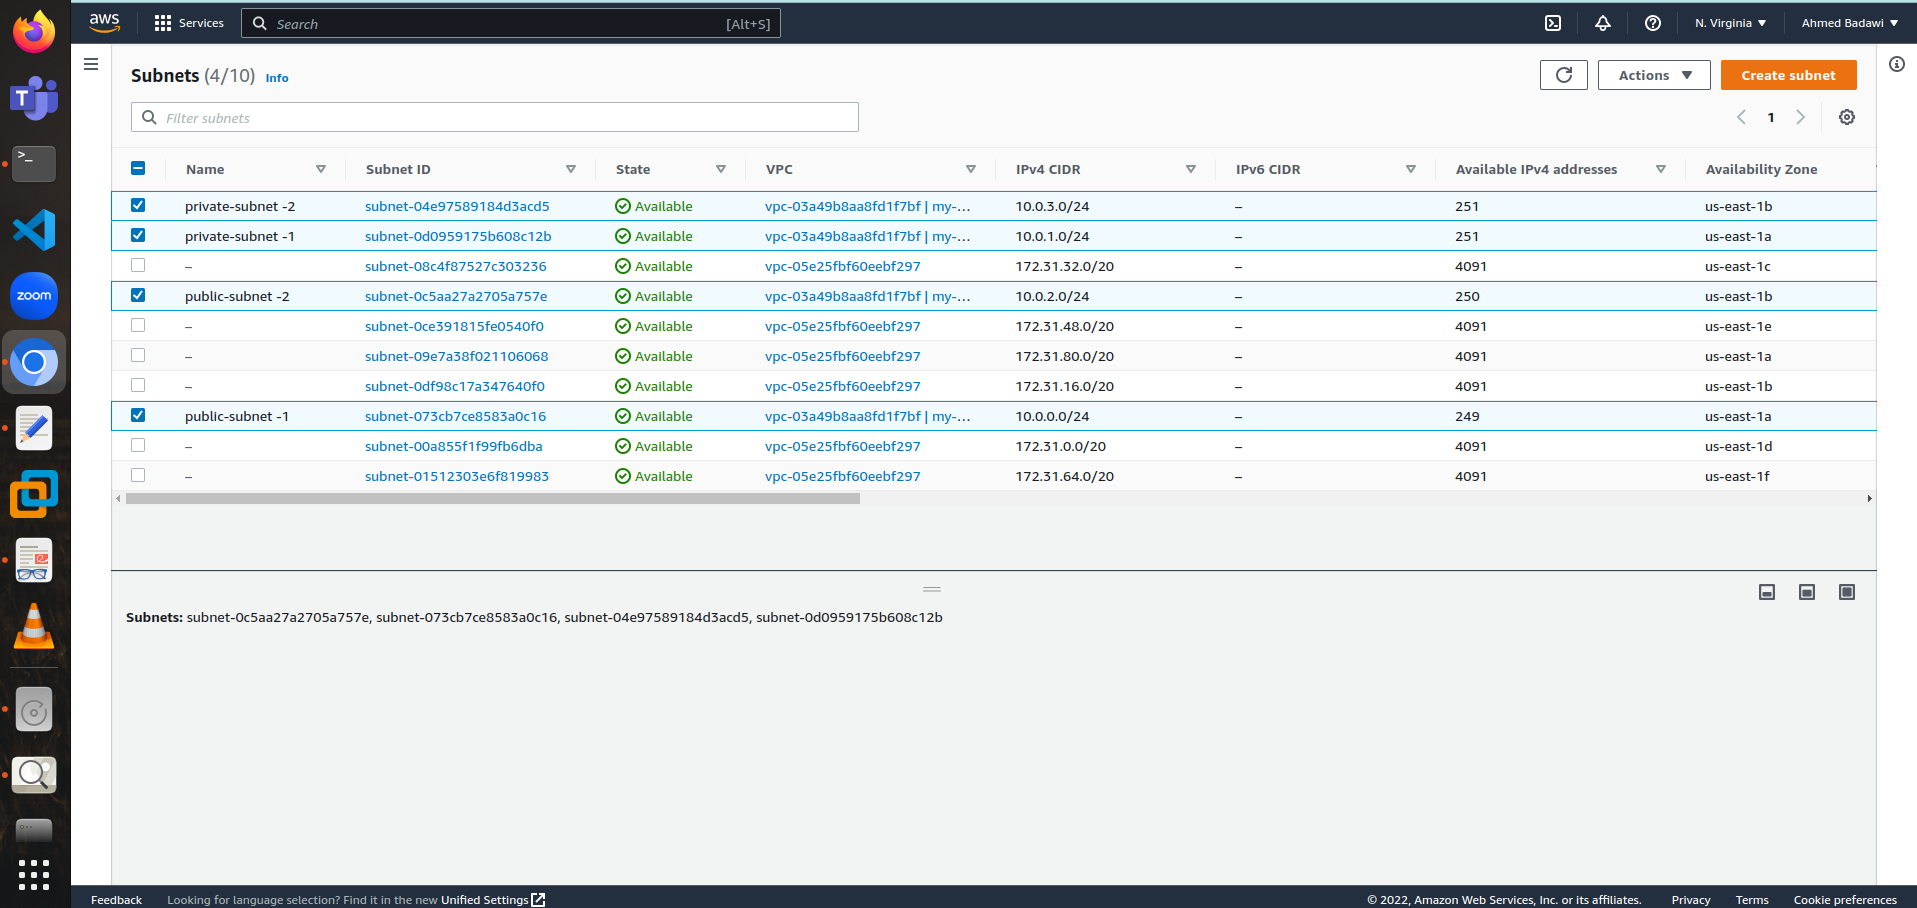 aws Services Search [Alt+S] N. Virginia Ahmed Badawi
Subnets (4/10) Info Actions Create subnet
Filter subnets 1
Name Subnet ID State VPC IPv4 CIDR IPv6 CIDR Available IPv4 addresses Availability Zone
private-subnet -2 subnet-04e97589184d3acd5 Available vpc-03a49b8aa8fd1f7bf | my-... 10.0.3.0/24 – 251 us-east-1b
private-subnet -1 subnet-0d0959175b608c12b Available vpc-03a49b8aa8fd1f7bf | my-... 10.0.1.0/24 – 251 us-east-1a
– subnet-08c4f87527c303236 Available vpc-05e25fbf60eebf297 172.31.32.0/20 – 4091 us-east-1c
public-subnet -2 subnet-0c5aa27a2705a757e Available vpc-03a49b8aa8fd1f7bf | my-... 10.0.2.0/24 – 250 us-east-1b
– subnet-0ce391815fe0540f0 Available vpc-05e25fbf60eebf297 172.31.48.0/20 – 4091 us-east-1e
– subnet-09e7a38f021106068 Available vpc-05e25fbf60eebf297 172.31.80.0/20 – 4091 us-east-1a
– subnet-0df98c17a347640f0 Available vpc-05e25fbf60eebf297 172.31.16.0/20 – 4091 us-east-1b
public-subnet -1 subnet-073cb7ce8583a0c16 Available vpc-03a49b8aa8fd1f7bf | my-... 10.0.0.0/24 – 249 us-east-1a
– subnet-00a855f1f99fb6dba Available vpc-05e25fbf60eebf297 172.31.0.0/20 – 4091 us-east-1d
– subnet-01512303e6f819983 Available vpc-05e25fbf60eebf297 172.31.64.0/20 – 4091 us-east-1f
Subnets: subnet-0c5aa27a2705a757e, subnet-073cb7ce8583a0c16, subnet-04e97589184d3acd5, subnet-0d0959175b608c12b
zoom
Feedback Looking for language selection? Find it in the new Unified Settings © 2022, Amazon Web Services, Inc. or its affiliates. Privacy Terms Cookie preferences